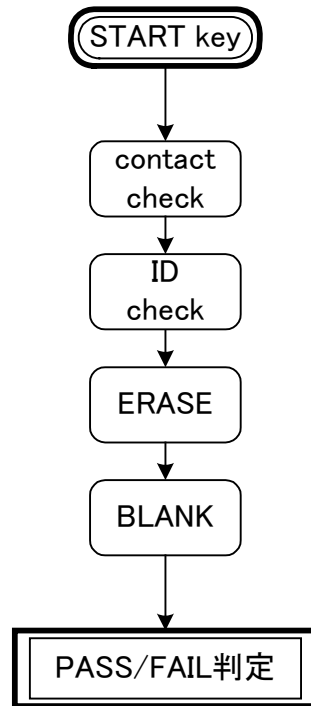 START key
contact
check
ID
check
ERASE
BLANK
PASS/FAIL判定